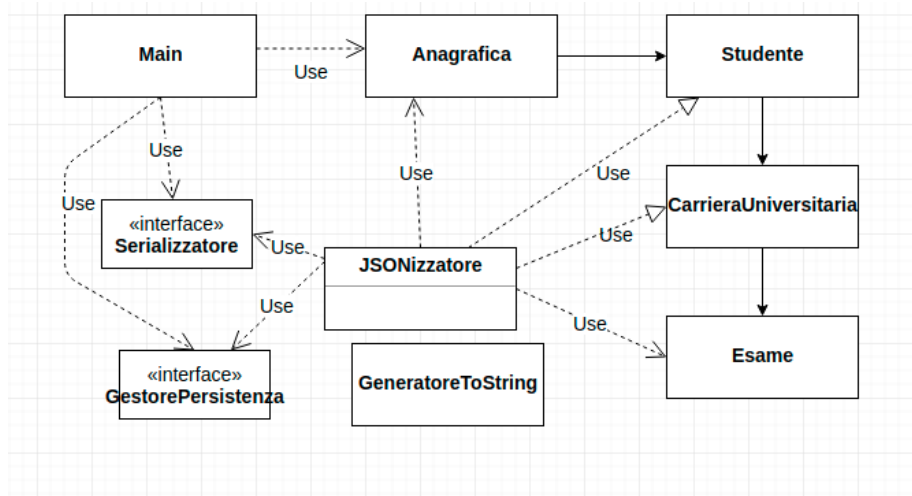 Main
Anagrafica
Studente
Use
Use
Use
Use
Use
CarrieraUniversitaria
«interface»
Serializzatore
Use
Use
JSONizzatore
Use
Use
Esame
«interface»
GestorePersistenza
GeneratoreToString